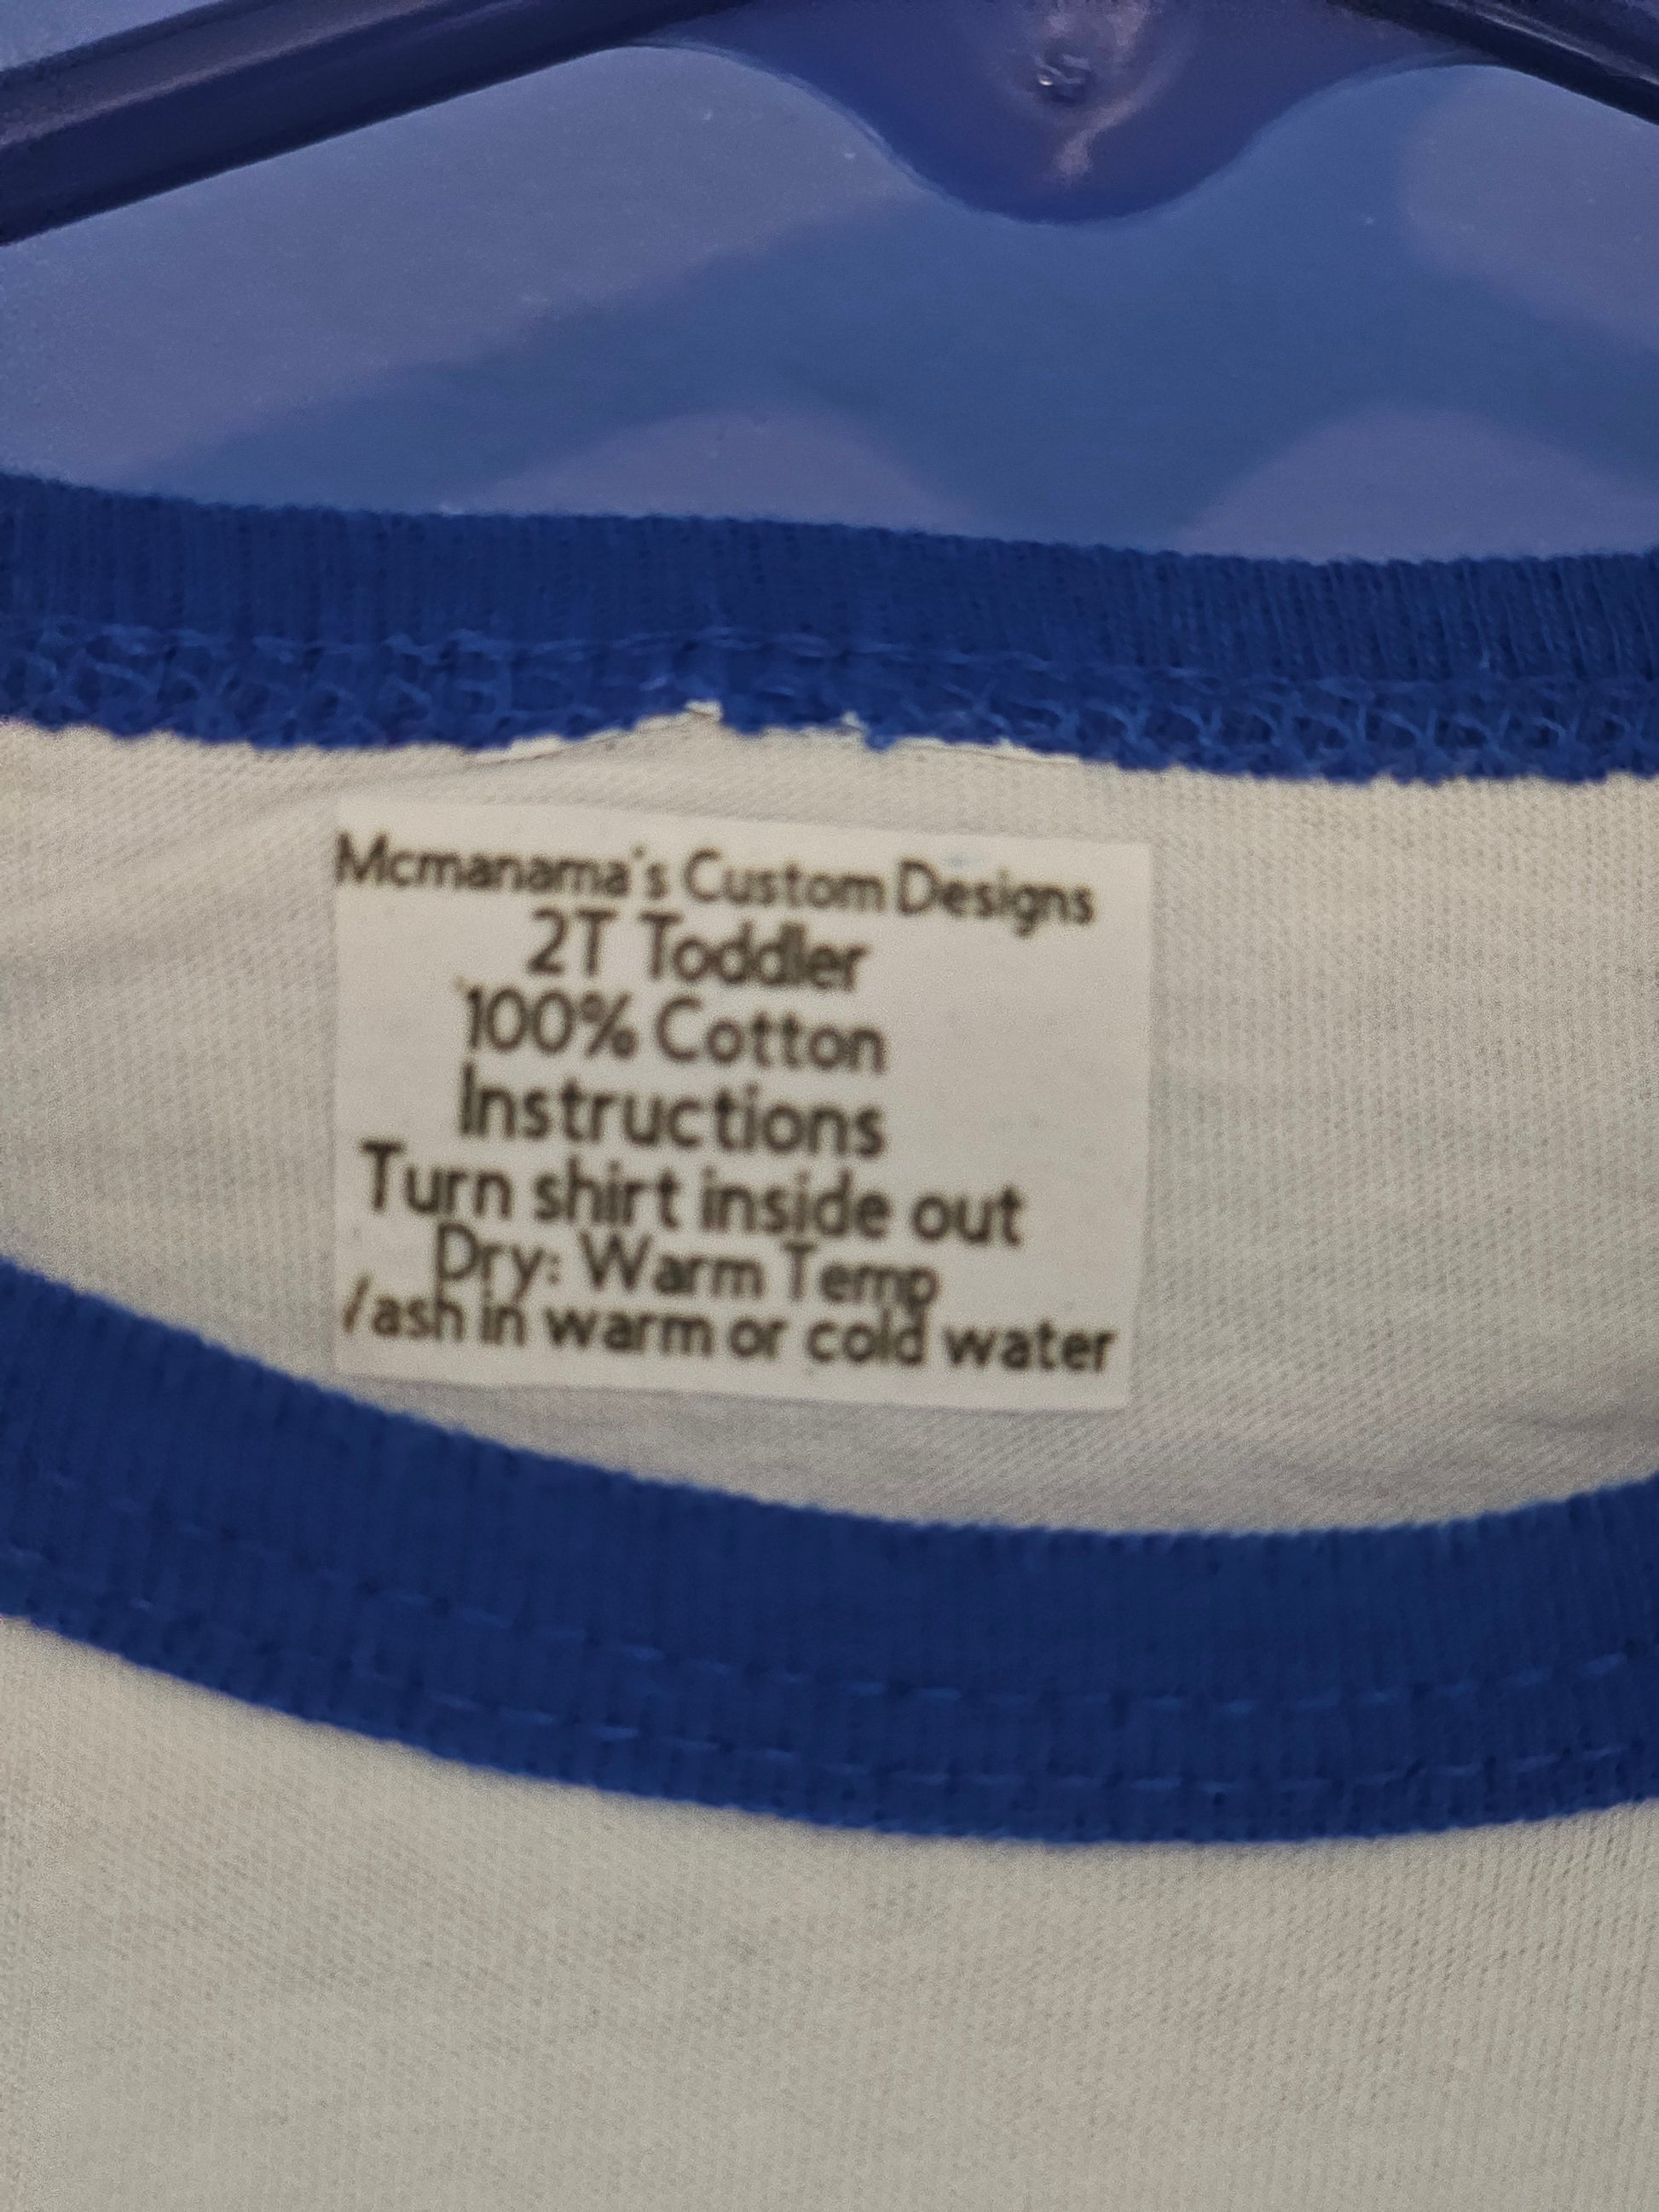 Mcmanama's Custom Designs
2T Toddler
100% Cotton
Instructions
Turn shirt inside out
Dry: Warm Temp
/ash in warm or cold water